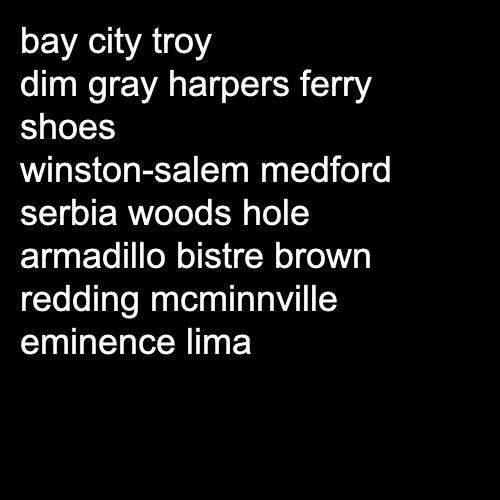 bay city troy
dim gray harpers ferry
shoes
winston-salem medford
serbia woods hole
armadillo bistre brown
redding mcminnville
eminence lima